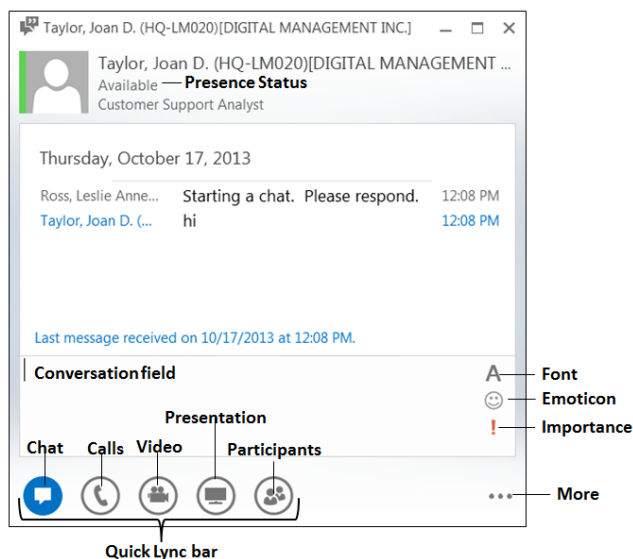 Taylor, Joan D. (HQ-LM020)[DIGITAL MANAGEMENT INC.]
Taylor, Joan D. (HQ-LM020)[DIGITAL MANAGEMENT ...
Available Presence Status
Customer Support Analyst
Thursday, October 17, 2013
Ross, Leslie Anne... Starting a chat. Please respond. 12:08 PM
Taylor, Joan D. (... hi 12:08 PM
Last message received on 10/17/2013 at 12:08 PM.
Conversation field
A Font
Emoticon
! Importance
Presentation
Chat Calls Video Participants
More
Quick Lync bar